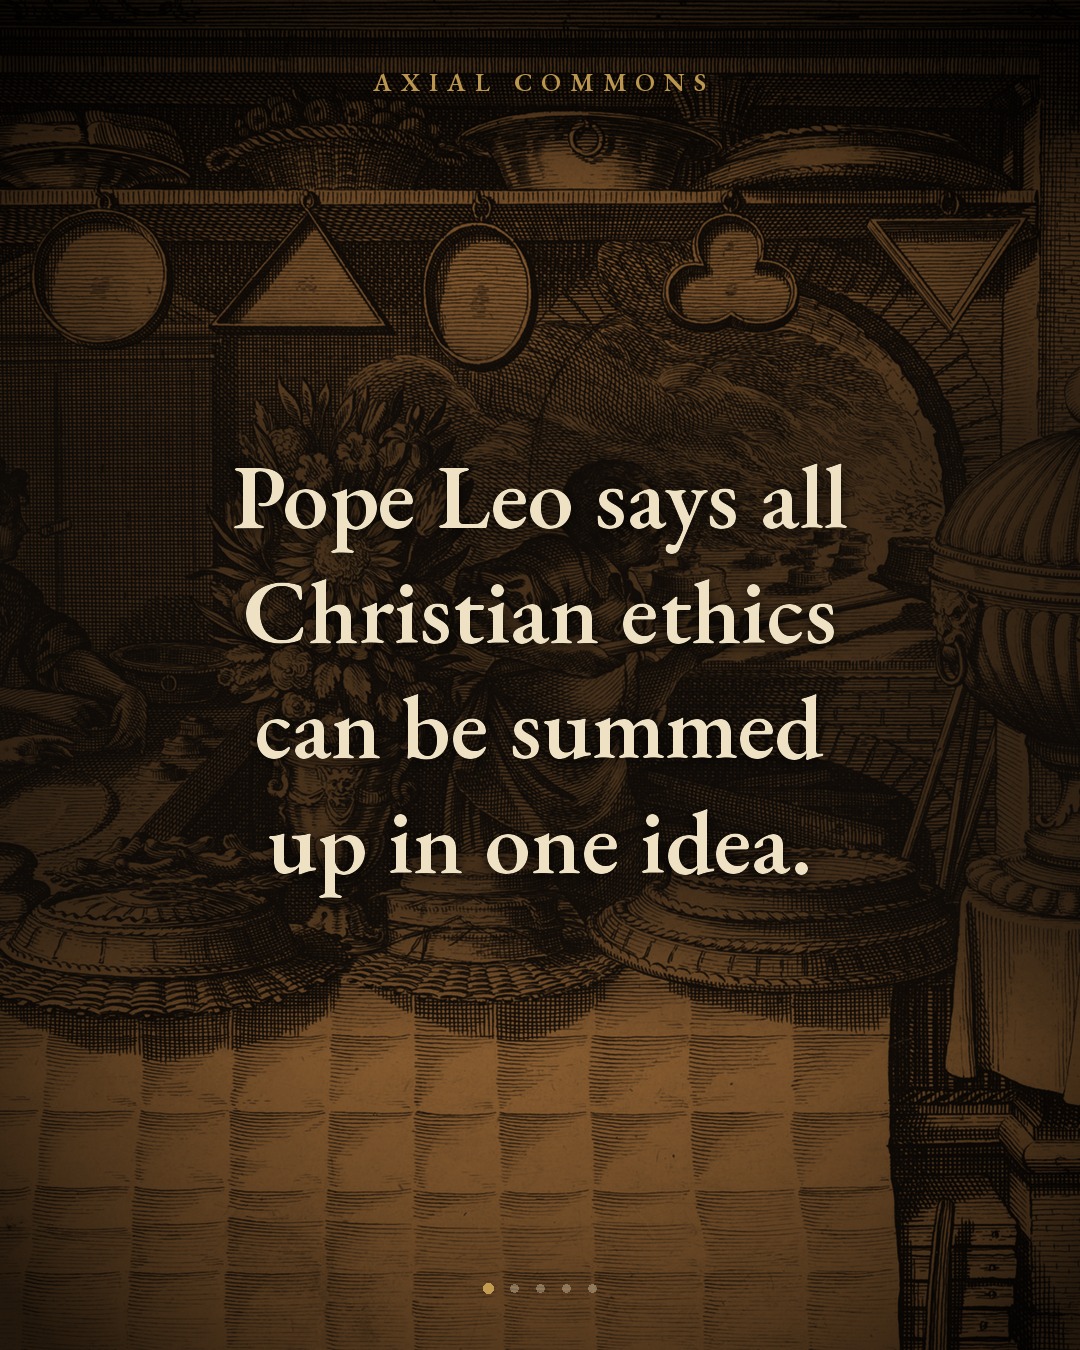 AXIAL COMMONS
Pope Leo says all
Christian ethics
can be summed
up in one idea.